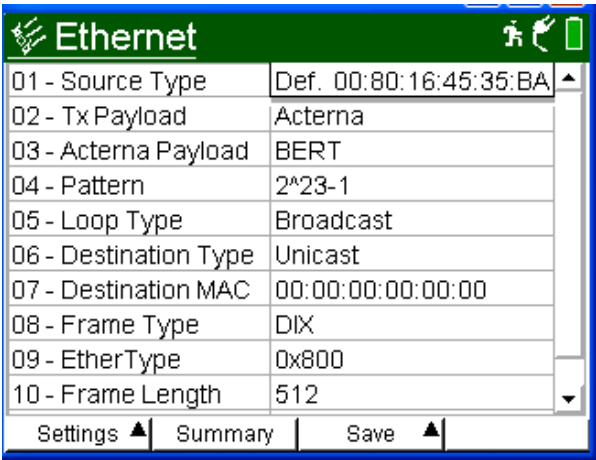 Ethernet
01 - Source Type Def. 00:80:16:45:35:BA
02 - Tx Payload Acterna
03 - Acterna Payload BERT
04 - Pattern 2^23-1
05 - Loop Type Broadcast
06 - Destination Type Unicast
07 - Destination MAC 00:00:00:00:00:00
08 - Frame Type DIX
09 - EtherType 0x800
10 - Frame Length 512
Settings Summary Save